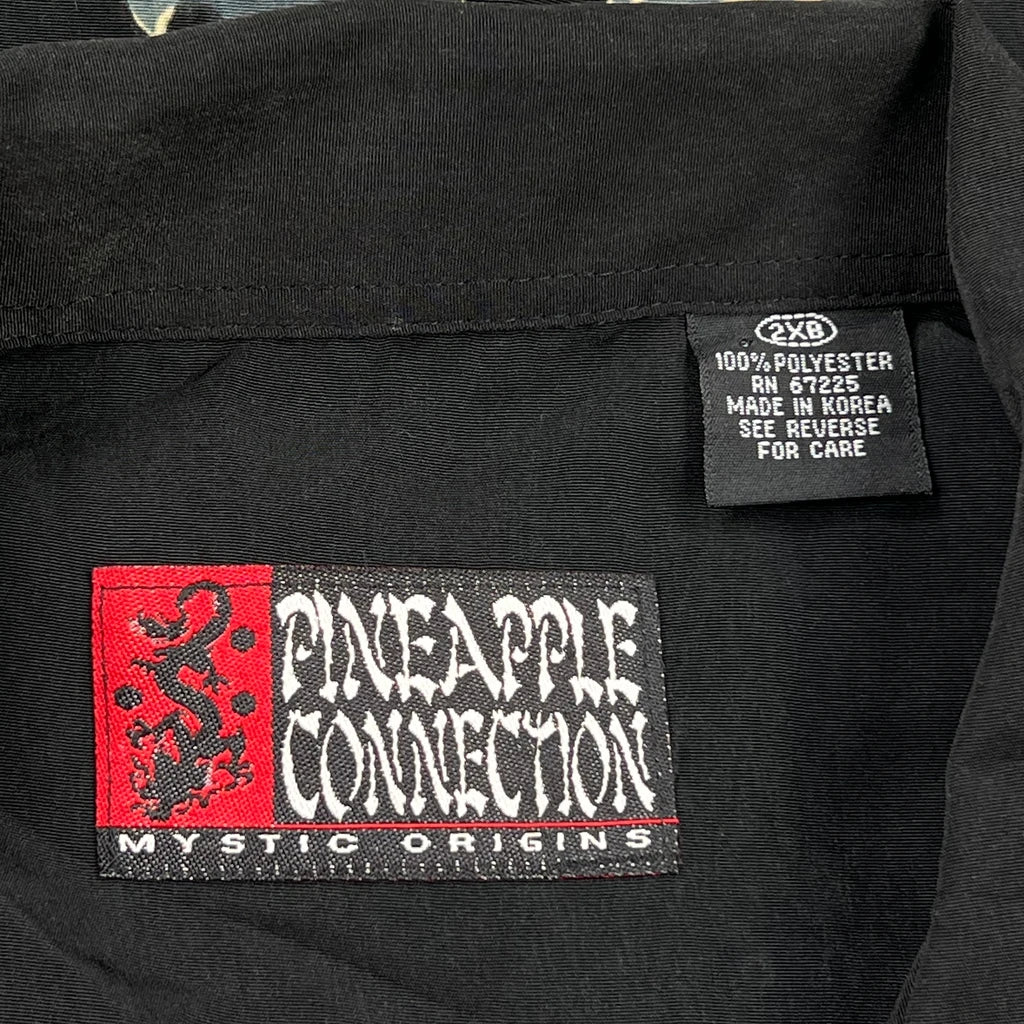 2XB
100% POLYESTER
RN 67225
MADE IN KOREA
SEE REVERSE
FOR CARE
PINEAPPLE
CONNECTION
MYSTIC ORIGINS